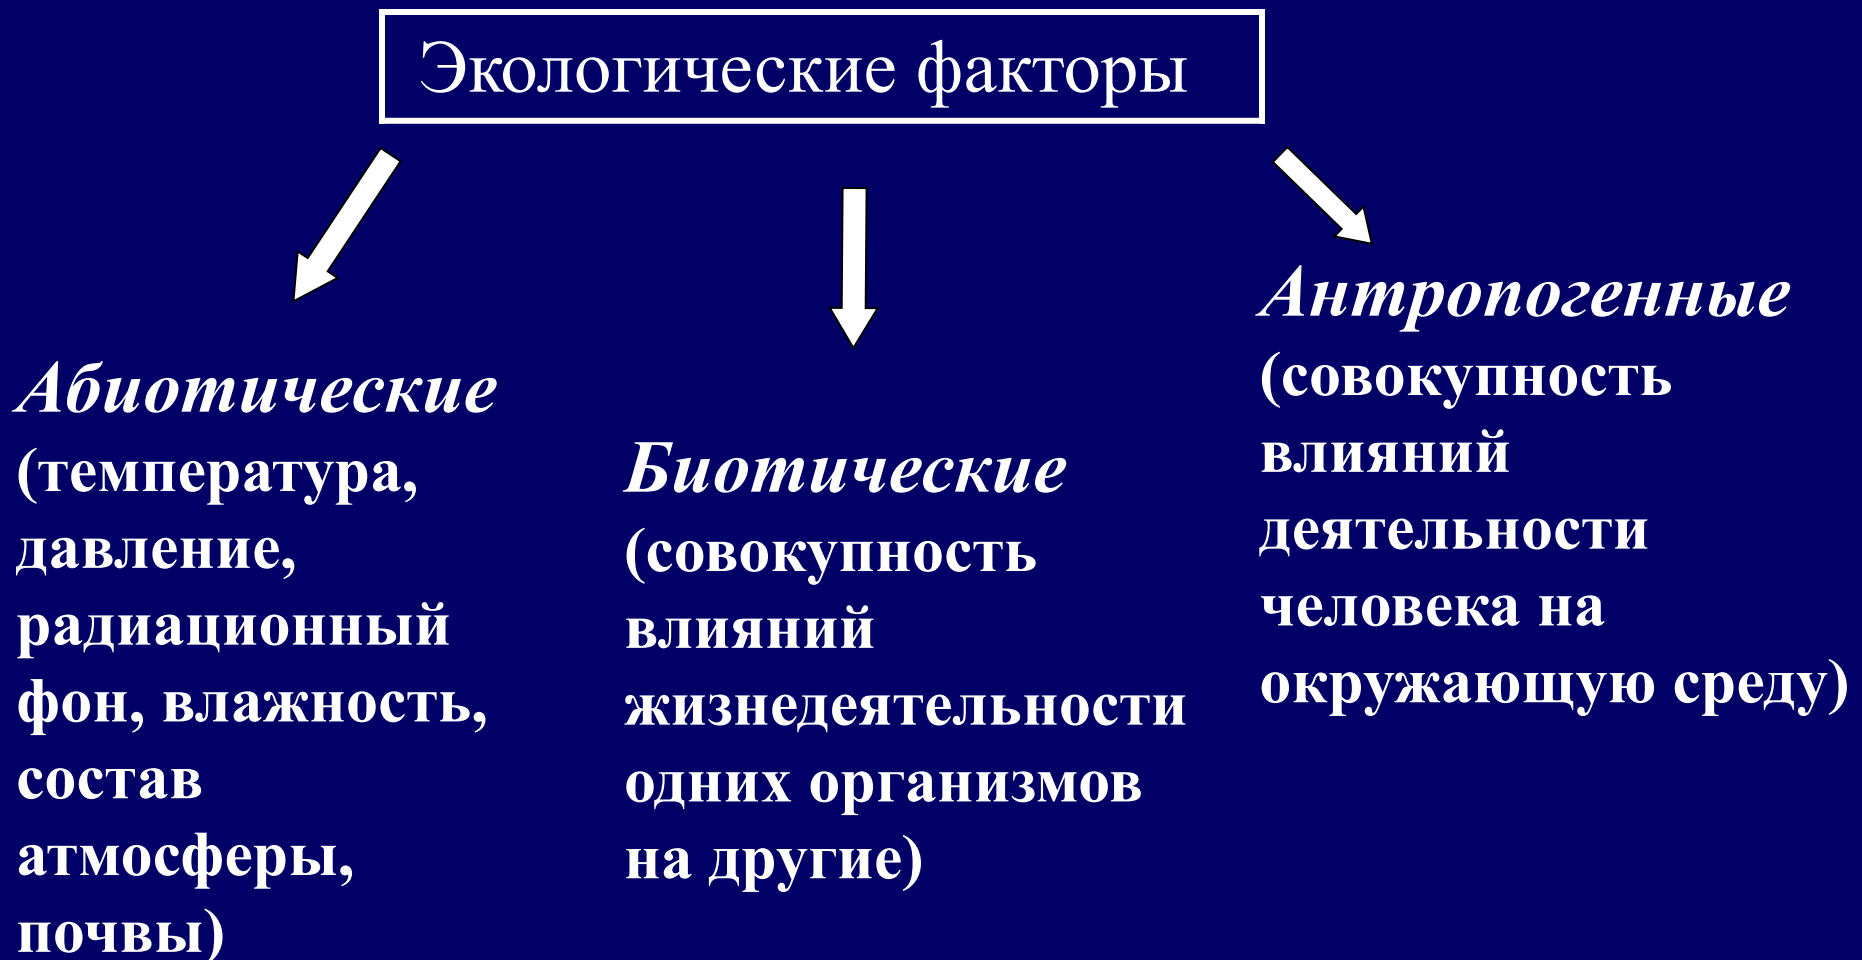 Экологические факторы
Абиотические
(температура,
давление,
радиационный
фон, влажность,
состав
атмосферы,
почвы)
Биотические
(совокупность
влияний
жизнедеятельности
одних организмов
на другие)
Антропогенные
(совокупность
влияний
деятельности
человека на
окружающую среду)